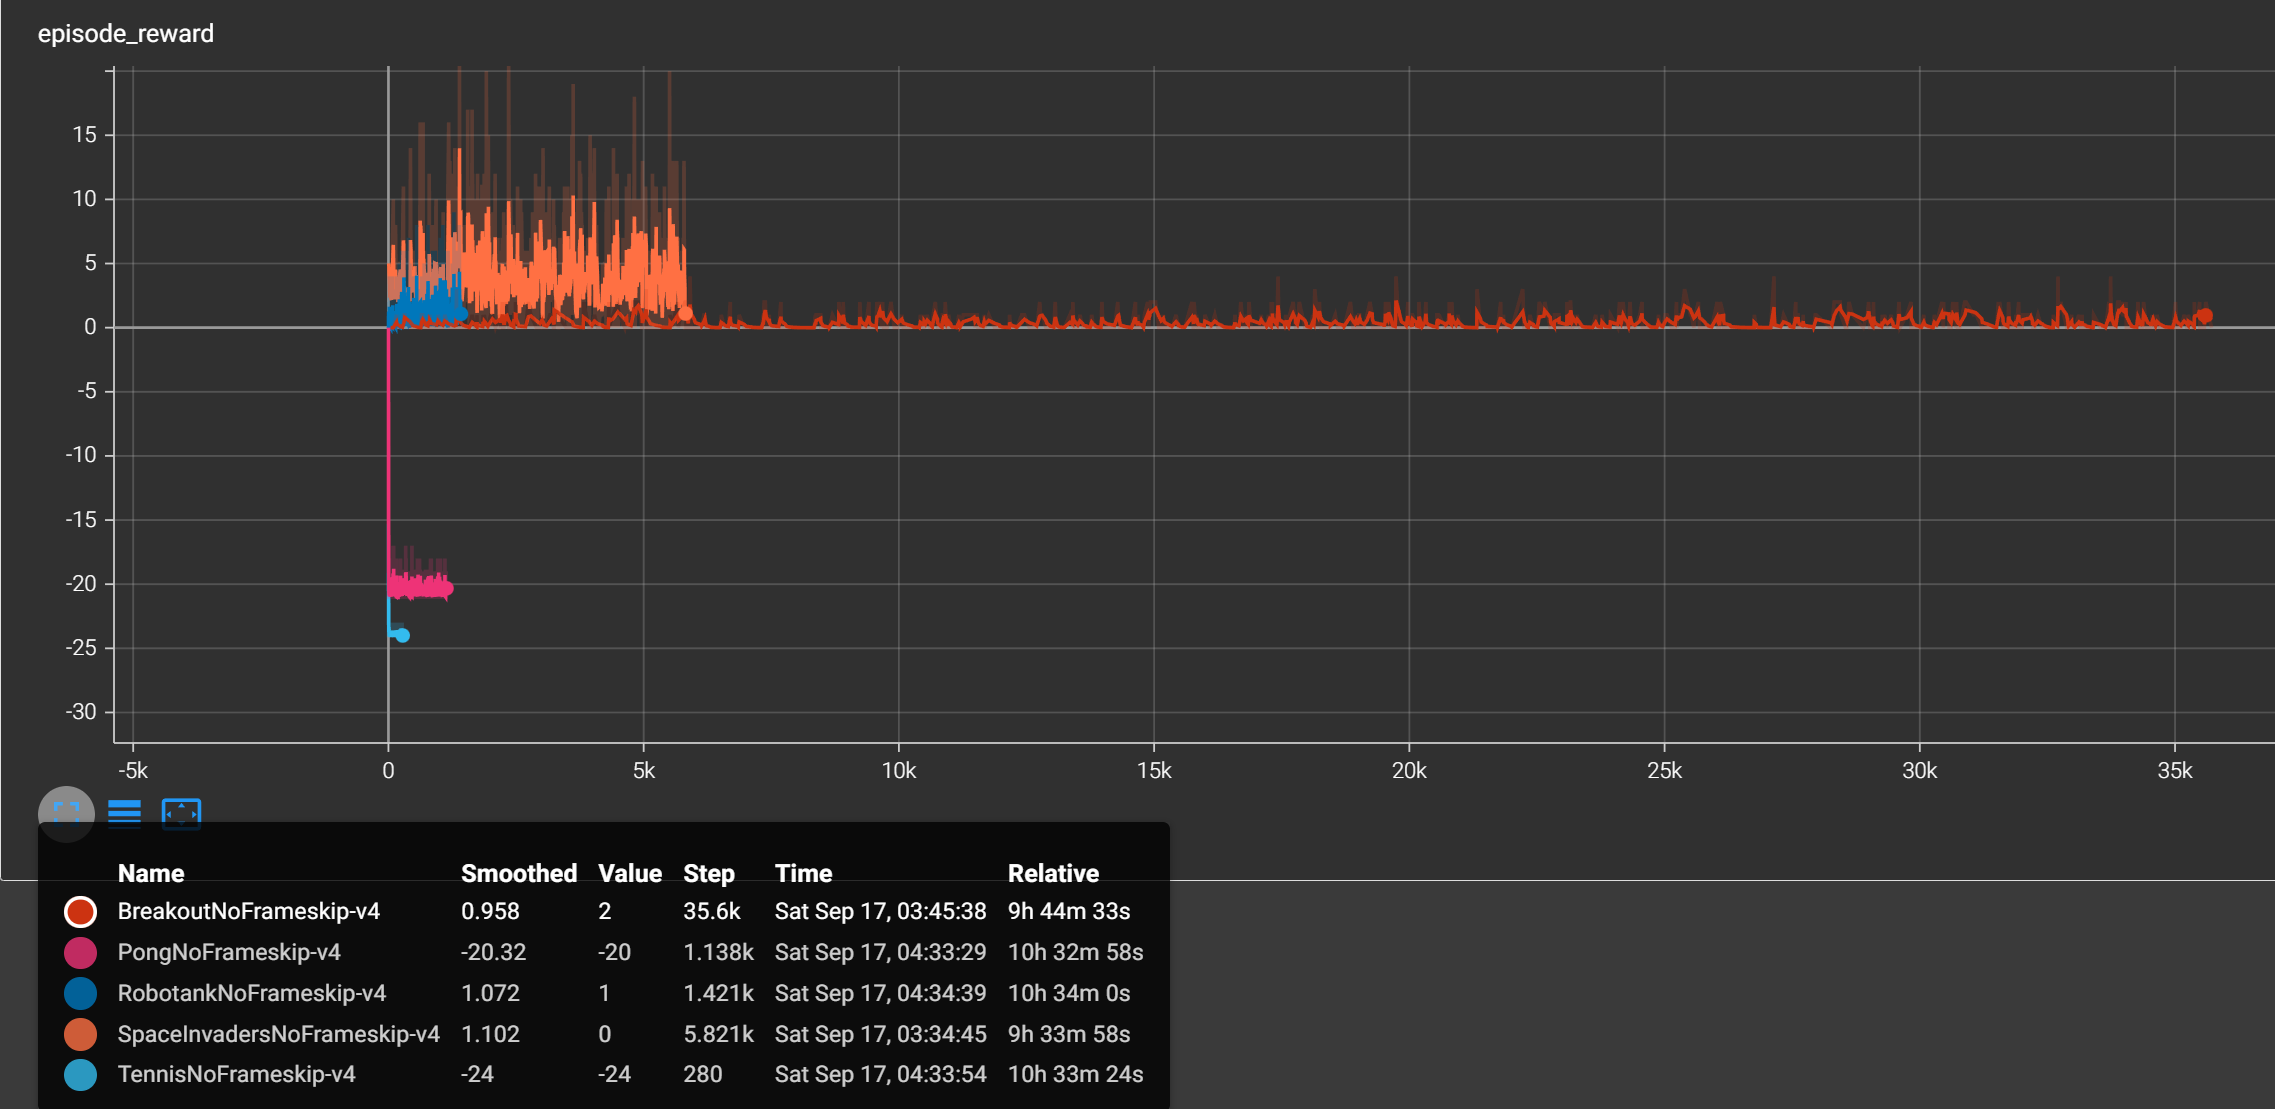 episode_reward
15
10
5
0
-5
-10
-15
-20
-25
-30
-5k 0 5k 10k 15k 20k 25k 30k 35k
Name Smoothed Value Step Time Relative
BreakoutNoFrameskip-v4 0.958 2 35.6k Sat Sep 17, 03:45:38 9h 44m 33s
PongNoFrameskip-v4 -20.32 -20 1.138k Sat Sep 17, 04:33:29 10h 32m 58s
RobotankNoFrameskip-v4 1.072 1 1.421k Sat Sep 17, 04:34:39 10h 34m 0s
SpaceInvadersNoFrameskip-v4 1.102 0 5.821k Sat Sep 17, 03:34:45 9h 33m 58s
TennisNoFrameskip-v4 -24 -24 280 Sat Sep 17, 04:33:54 10h 33m 24s